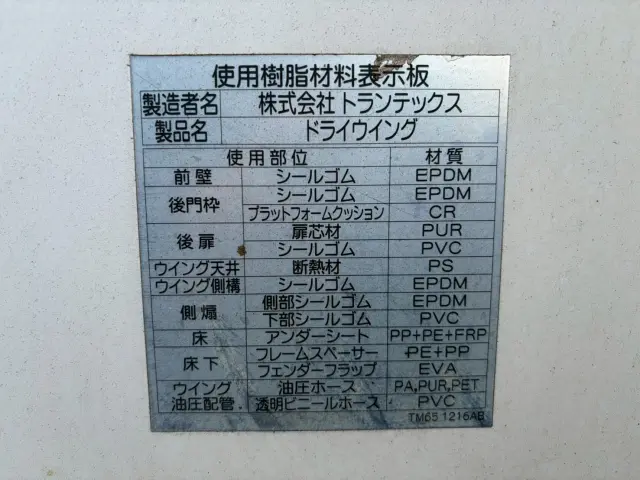 使用樹脂材料表示板
製造者名 株式会社 トランテックス
製品名 ドライウイング
使用部位 材質
前壁 シールゴム EPDM
後門枠 シールゴム EPDM
プラットフォームクッション CR
後扉 扉芯材 PUR
シールゴム PVC
ウイング天井 断熱材 PS
ウイング側構 シールゴム EPDM
側煽 側部シールゴム EPDM
下部シールゴム PVC
床 アンダーシート PP+PE+FRP
床下 フレームスペーサー PE+PP
フェンダーフラップ EVA
ウイング 油圧ホース PA,PUR,PET
油圧配管 透明ビニールホース PVC
TM65 1216AB